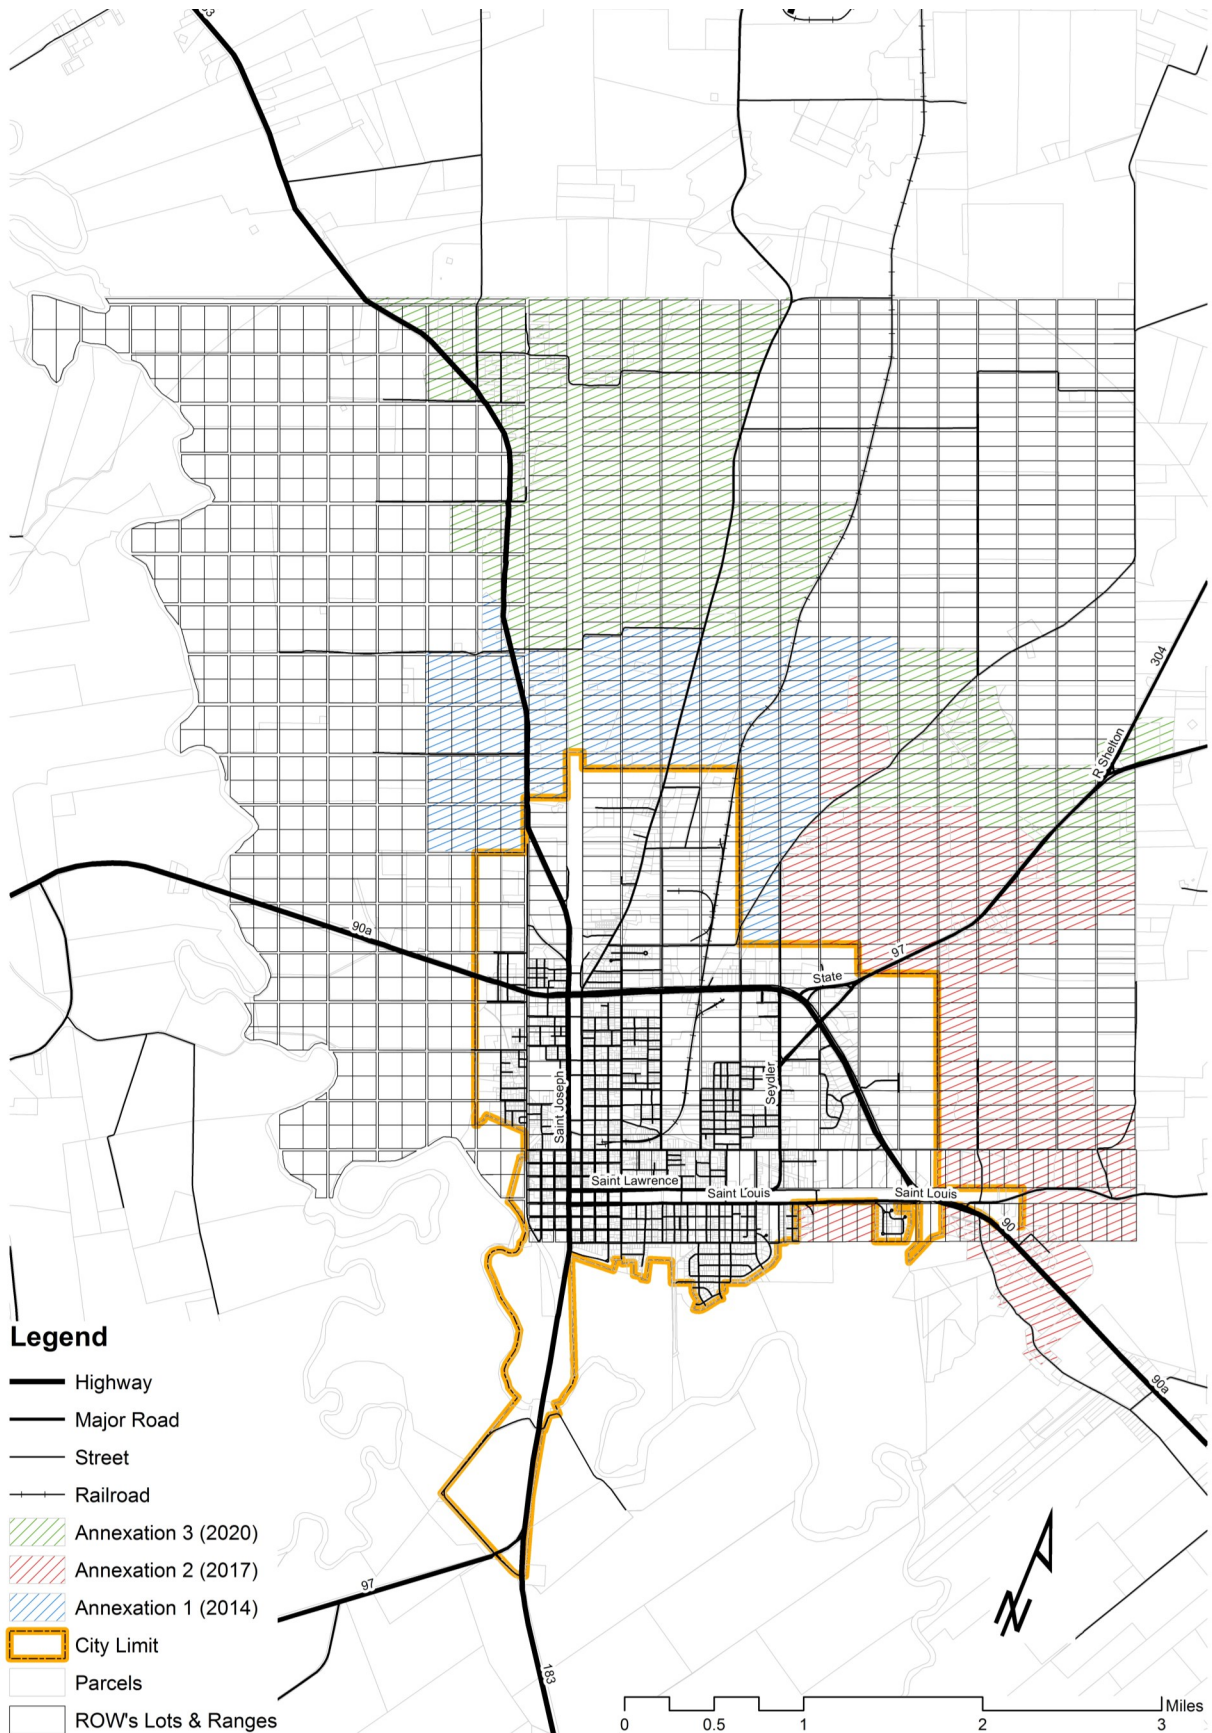 304
R Shelton
90a
97
State
Saint Joseph
Seydler
Saint Lawrence
Saint Louis
Saint Louis
90
90a
97
183
Legend
Highway
Major Road
Street
Railroad
Annexation 3 (2020)
Annexation 2 (2017)
Annexation 1 (2014)
City Limit
Parcels
ROW's Lots & Ranges
N
Miles
0 0.5 1 2 3